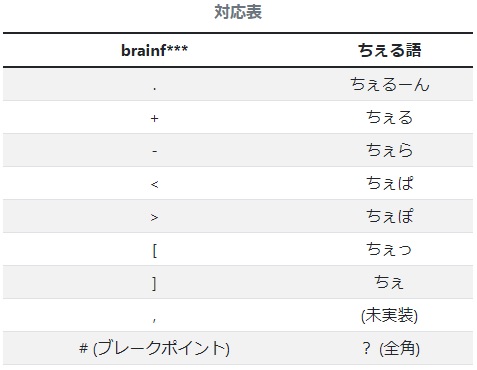 対応表
brainf*** ちぇる語
. ちぇるーん
+ ちぇる
- ちぇら
< ちぇぱ
> ちぇぽ
[ ちぇっ
] ちぇ
, (未実装)
# (ブレークポイント) ？ (全角)